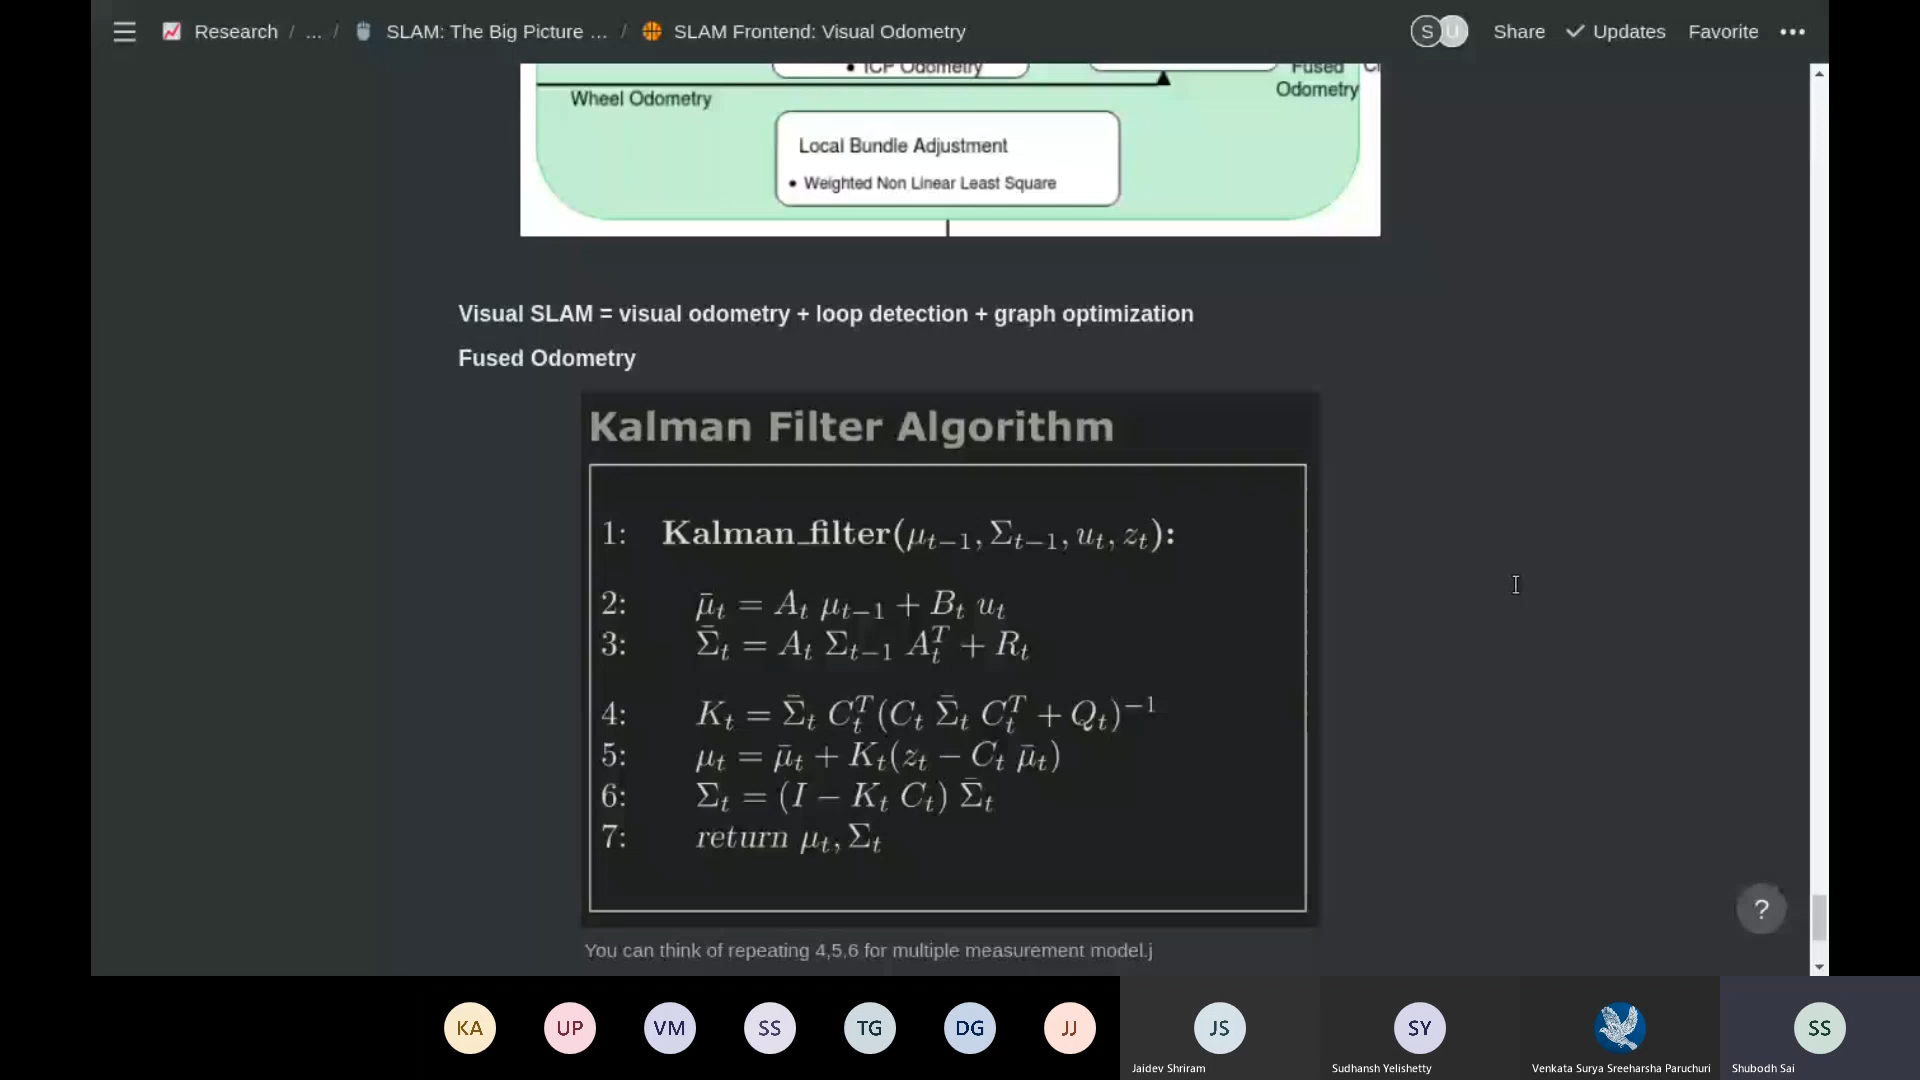 Research / ... / SLAM: The Big Picture ... / SLAM Frontend: Visual Odometry
S U Share Updates Favorite •••
• ICP Odometry
Fused
Odometry
Wheel Odometry
Local Bundle Adjustment
• Weighted Non Linear Least Square
Visual SLAM = visual odometry + loop detection + graph optimization
Fused Odometry
Kalman Filter Algorithm
1: Kalman_filter(μ_{t−1}, Σ_{t−1}, u_t, z_t):
2: μ̄_t = A_t μ_{t−1} + B_t u_t
3: Σ̄_t = A_t Σ_{t−1} A_t^T + R_t
4: K_t = Σ̄_t C_t^T (C_t Σ̄_t C_t^T + Q_t)^{−1}
5: μ_t = μ̄_t + K_t(z_t − C_t μ̄_t)
6: Σ_t = (I − K_t C_t) Σ̄_t
7: return μ_t, Σ_t
?
You can think of repeating 4,5,6 for multiple measurement model.j
KA UP VM SS TG DG JJ JS SY SS
Jaidev Shriram Sudhansh Yelishetty Venkata Surya Sreeharsha Paruchuri Shubodh Sai